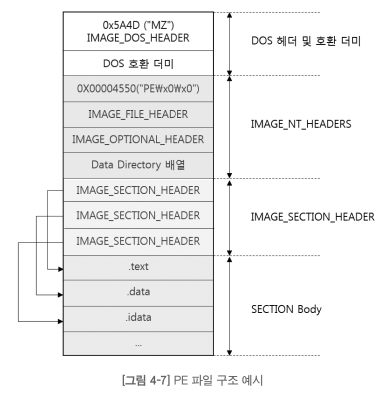 0x5A4D ("MZ")
IMAGE_DOS_HEADER
DOS 호환 더미
DOS 헤더 및 호환 더미
0X00004550("PE₩x0₩x0")
IMAGE_FILE_HEADER
IMAGE_OPTIONAL_HEADER
Data Directory 배열
IMAGE_NT_HEADERS
IMAGE_SECTION_HEADER
IMAGE_SECTION_HEADER
IMAGE_SECTION_HEADER
IMAGE_SECTION_HEADER
.text
.data
.idata
...
SECTION Body
[그림 4-7] PE 파일 구조 예시